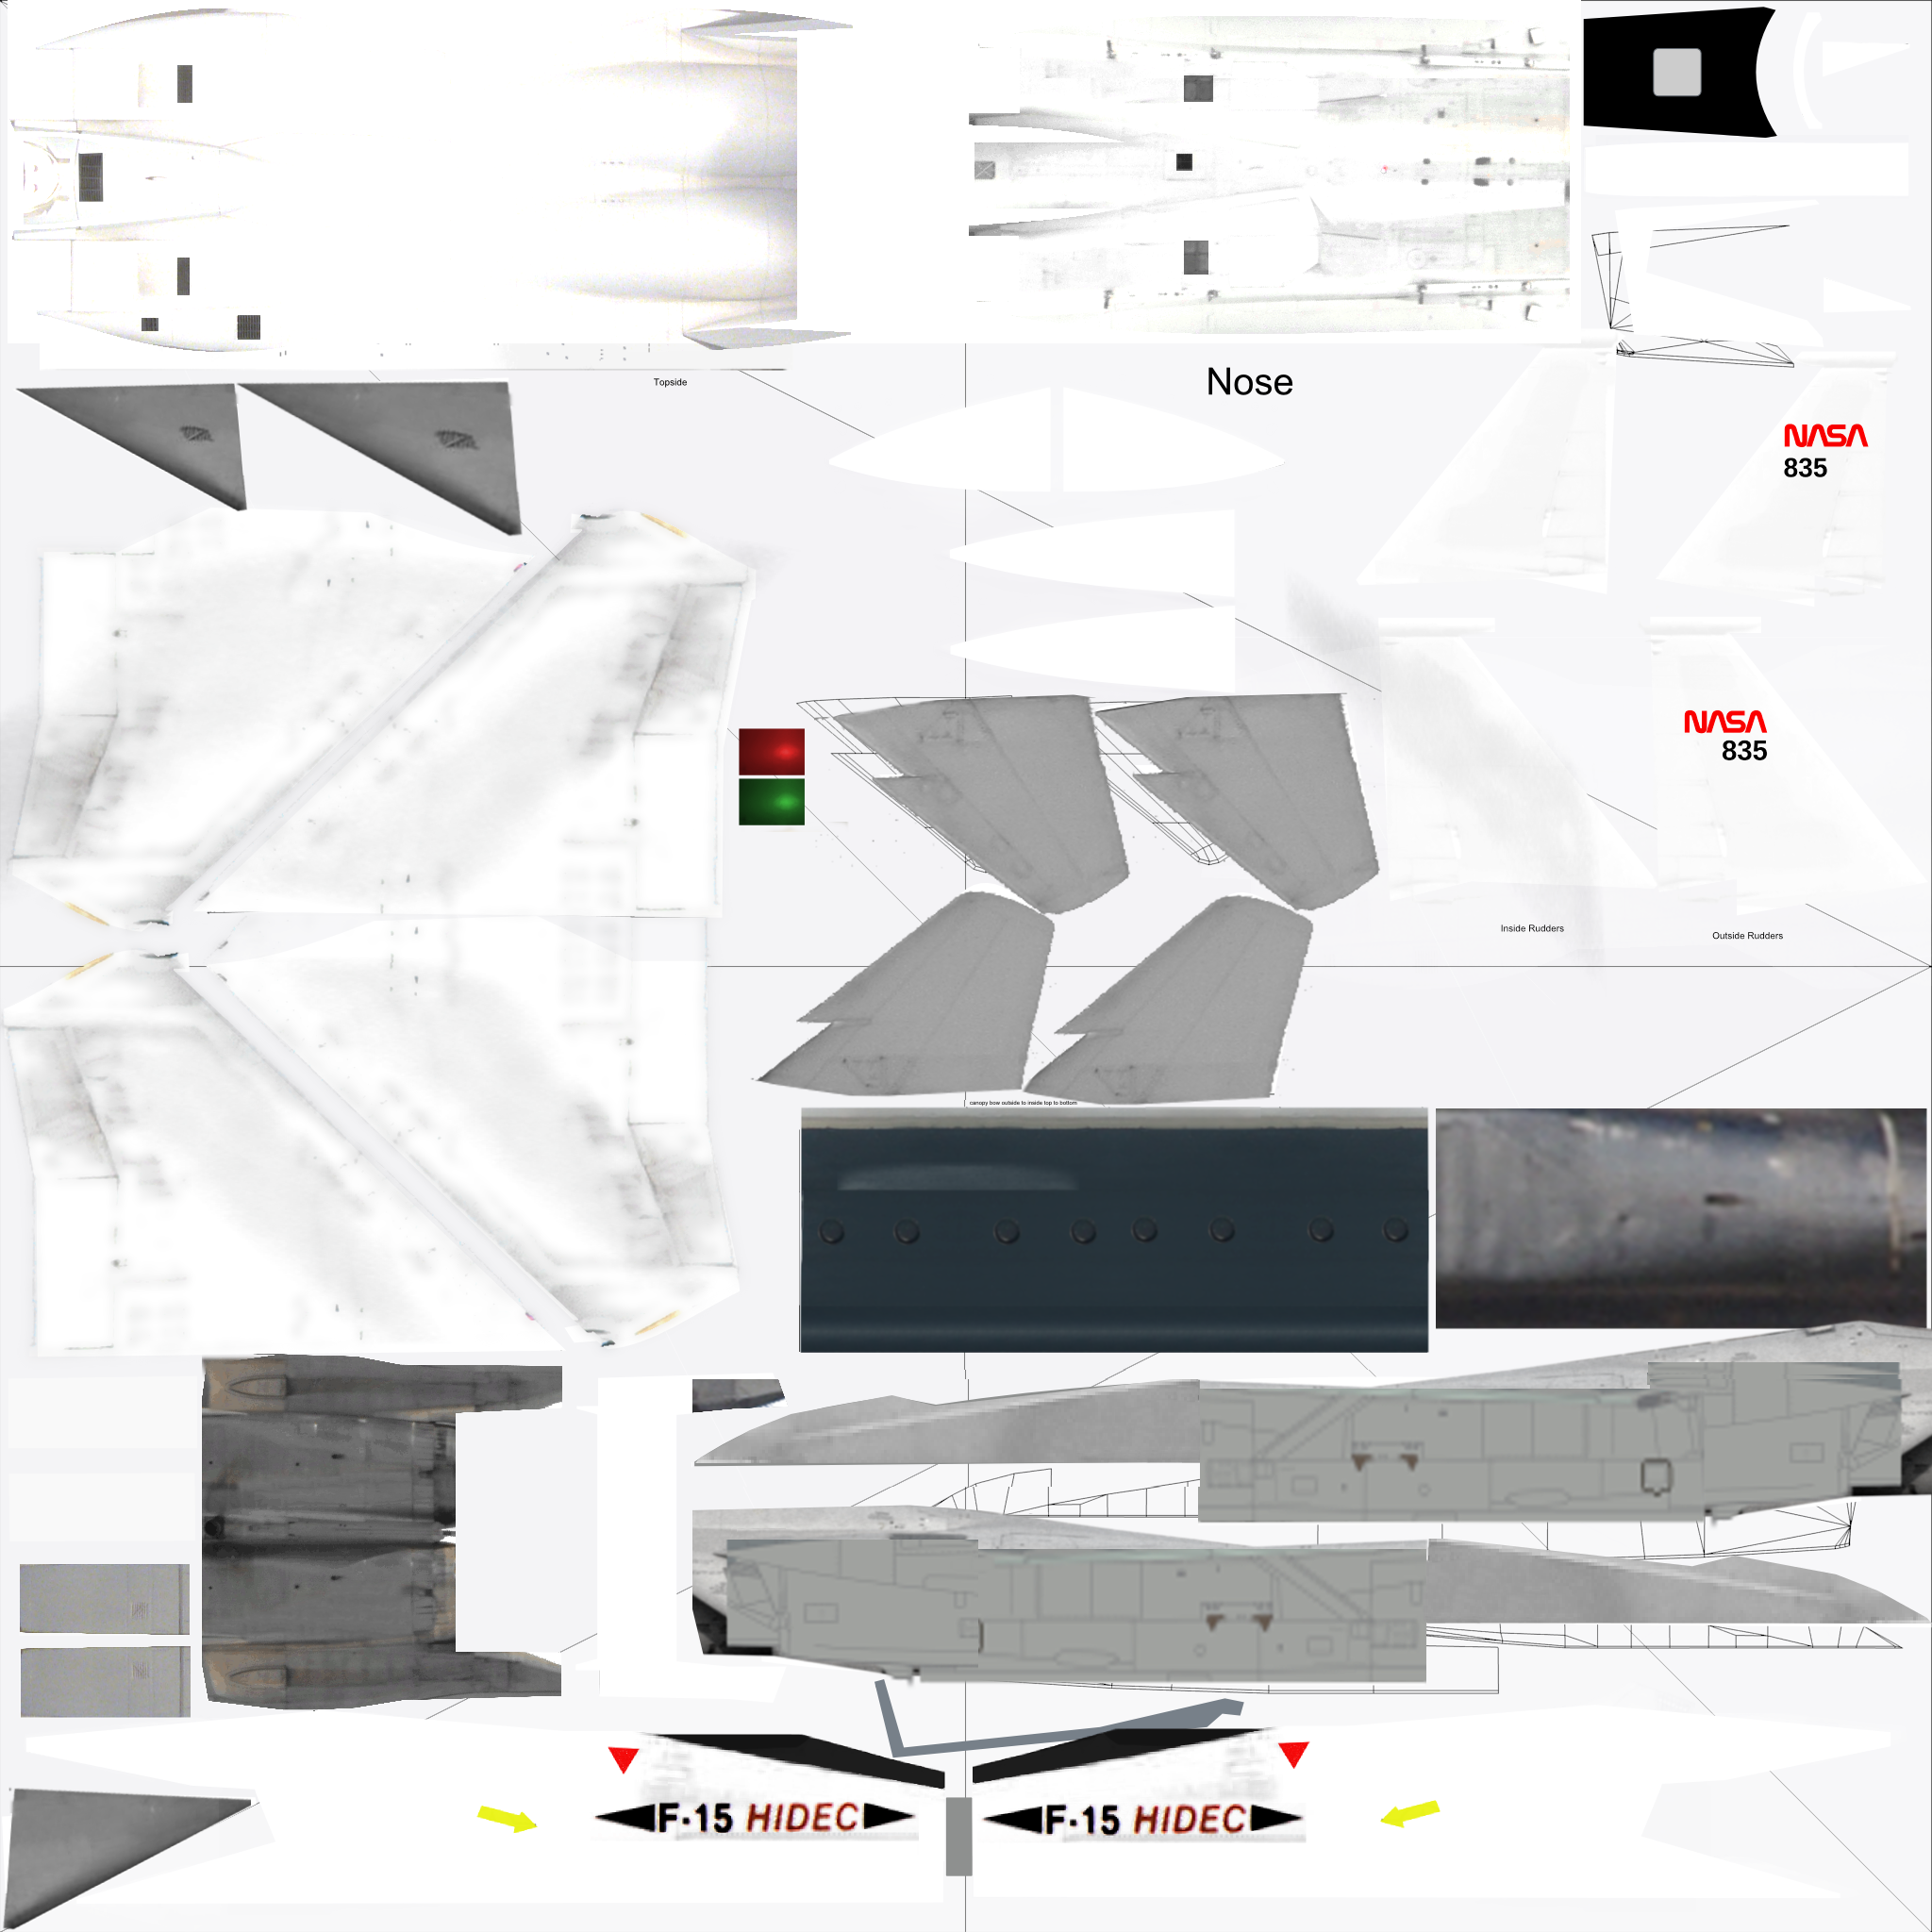 Topside
Nose
NASA
835
NASA
835
Inside Rudders
Outside Rudders
canopy bow outside to inside top to bottom
F-15 HIDEC
F-15 HIDEC